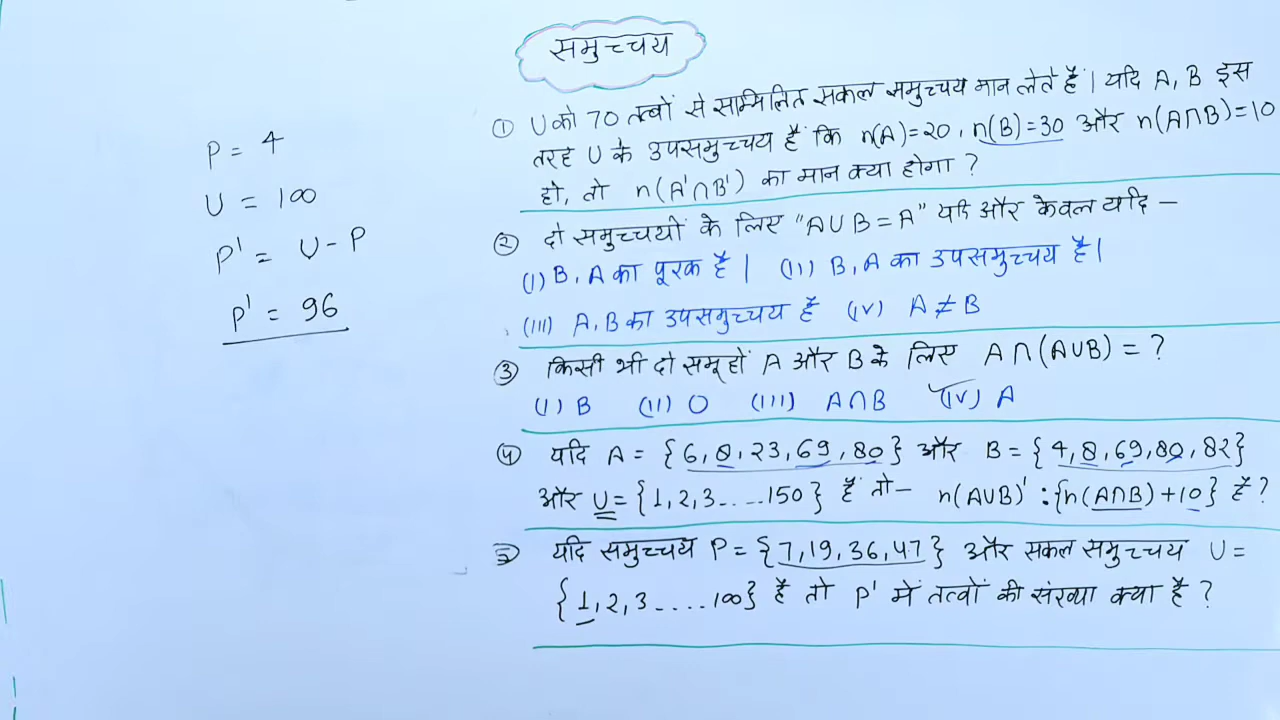 समुच्चय
P = 4
U = 100
P' = U - P
P' = 96
① U को 70 तत्वों से सम्मिलित सकल समुच्चय मान लेते है। यदि A, B इस
तरह U के उपसमुच्चय है कि n(A)=20, n(B)=30 और n(A∩B)=10
हो, तो n(A'∩B') का मान क्या होगा ?
② दो समुच्चयों के लिए "A∪B = A" यदि और केवल यदि –
(i) B, A का पूरक है | (ii) B, A का उपसमुच्चय है |
(iii) A, B का उपसमुच्चय है (iv) A ≠ B
③ किसी भी दो समूहों A और B के लिए A∩(A∪B) = ?
(i) B (ii) O (iii) A∩B (iv) A
④ यदि A = {6, 8, 23, 69, 80} और B = {4, 8, 69, 80, 82}
और U = {1, 2, 3 .....150} है तो – n(A∪B)' : {n(A∩B) + 10} है ?
5 यदि समुच्चय P = {7, 19, 36, 47} और सकल समुच्चय U =
{1, 2, 3 .....100} है तो P' में तत्वों की संख्या क्या है ?